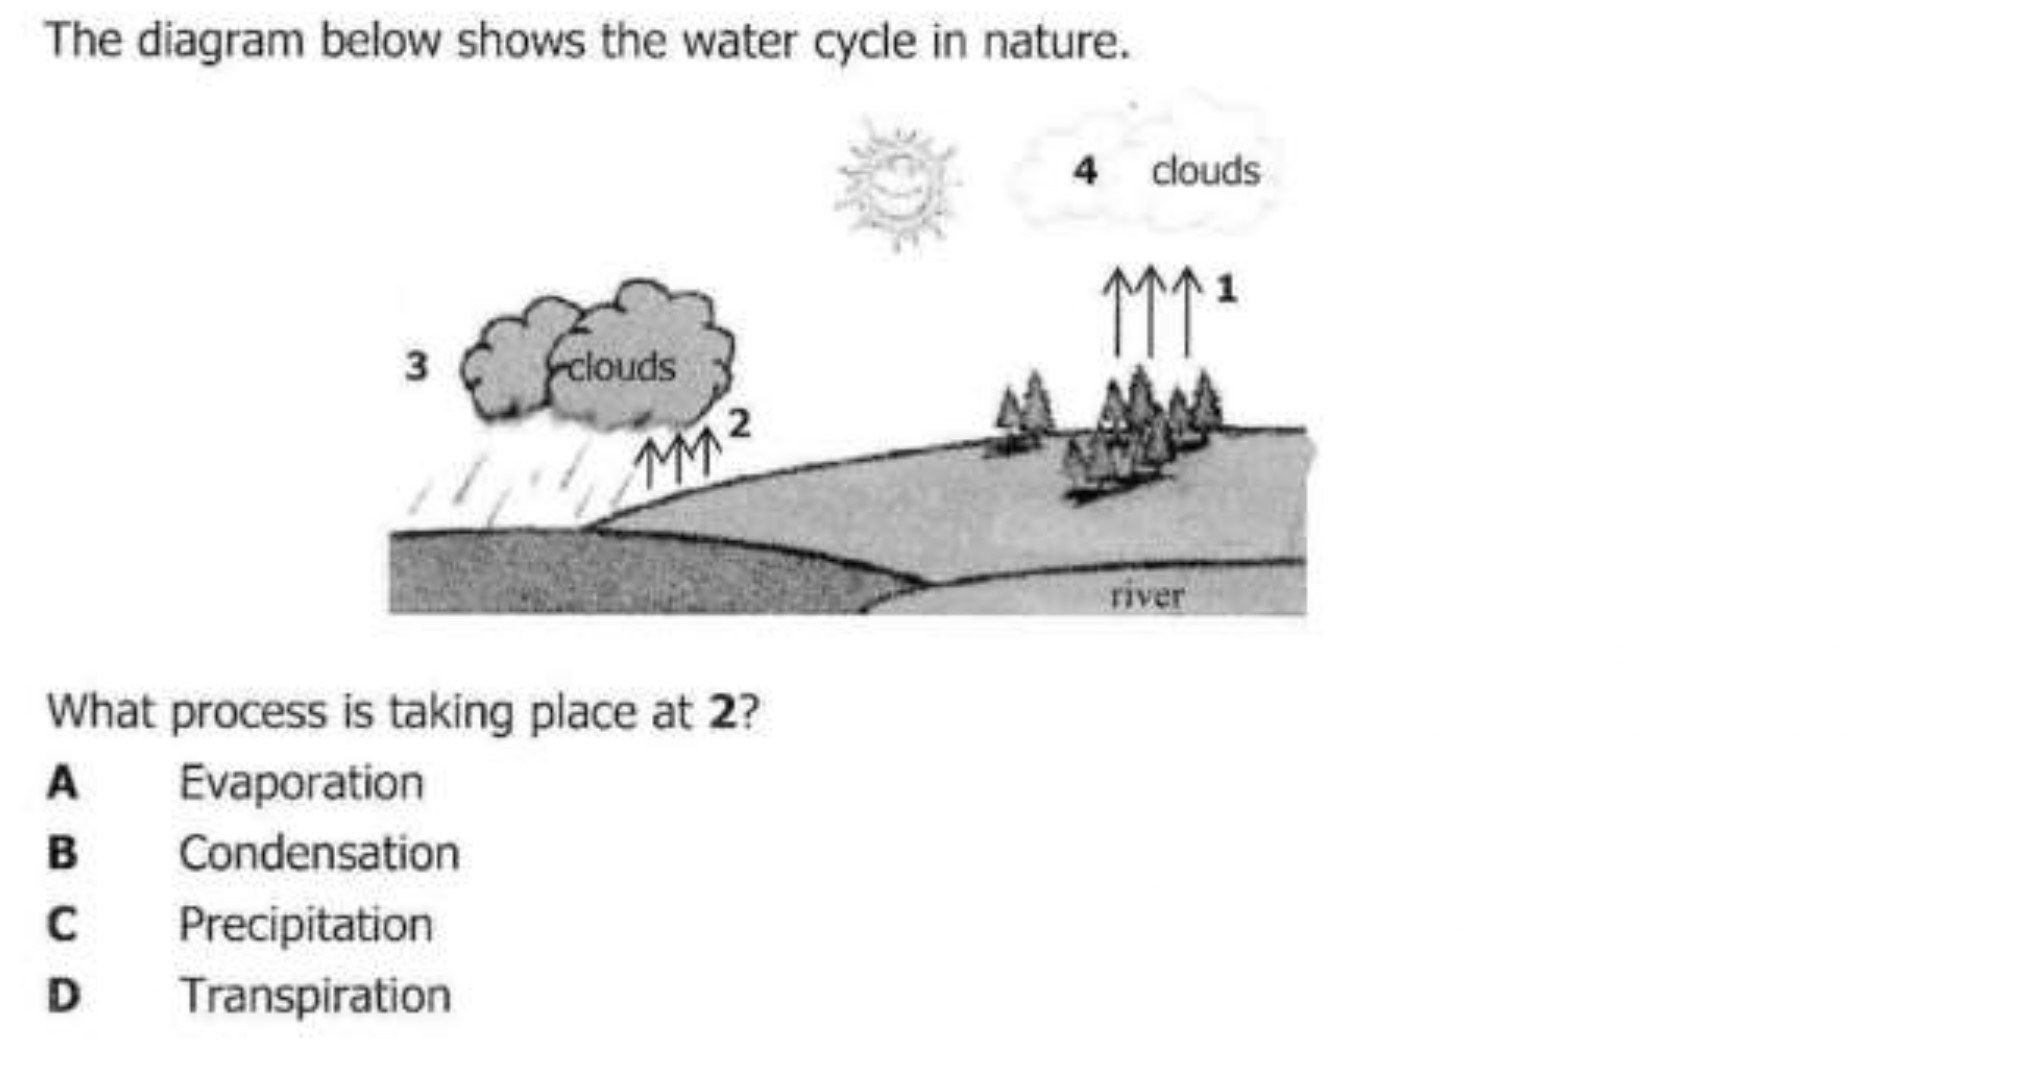 The diagram below shows the water cycle in nature.
4 clouds
1
3 clouds
2
river
What process is taking place at 2?
A Evaporation
B Condensation
C Precipitation
D Transpiration